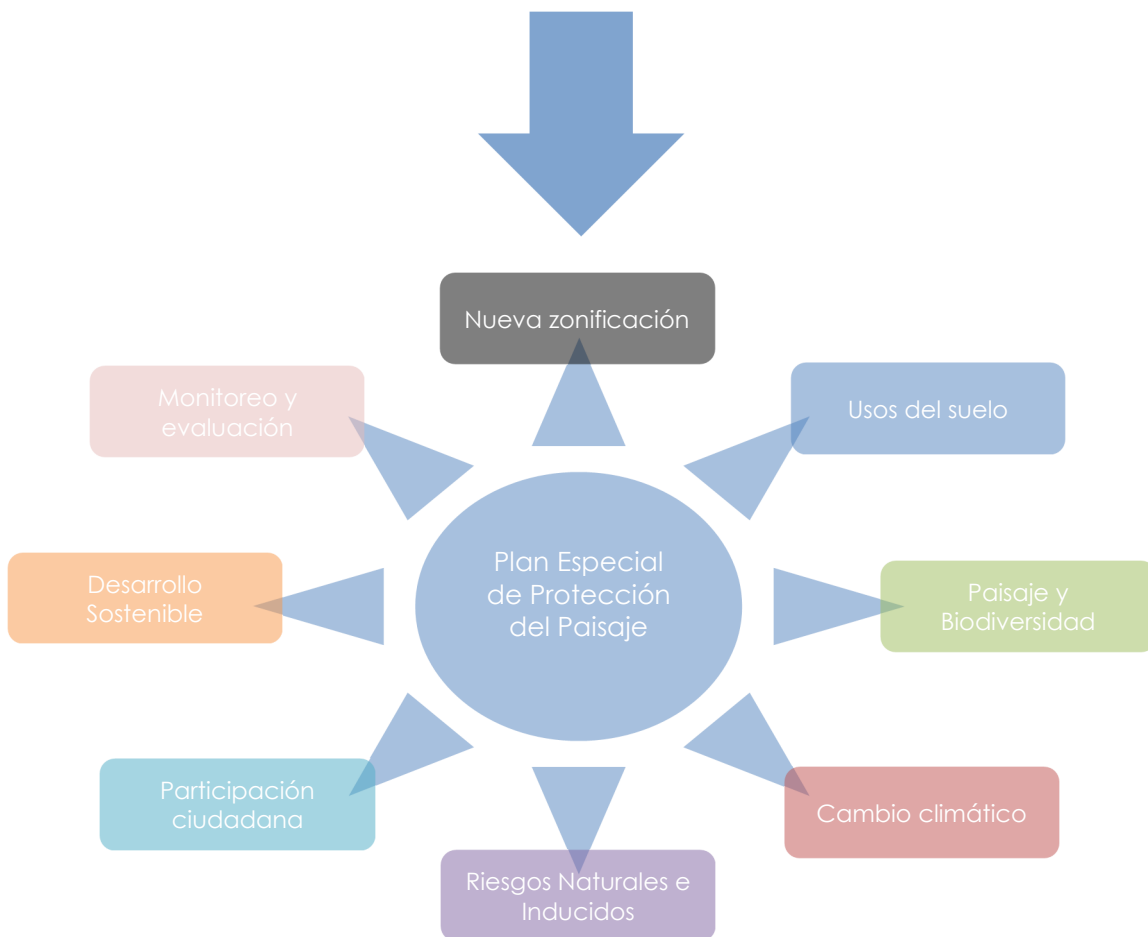 Nueva zonificación
Monitoreo y
evaluación
Usos del suelo
Plan Especial
de Protección
del Paisaje
Desarrollo
Sostenible
Paisaje y
Biodiversidad
Participación
ciudadana
Cambio climático
Riesgos Naturales e
Inducidos